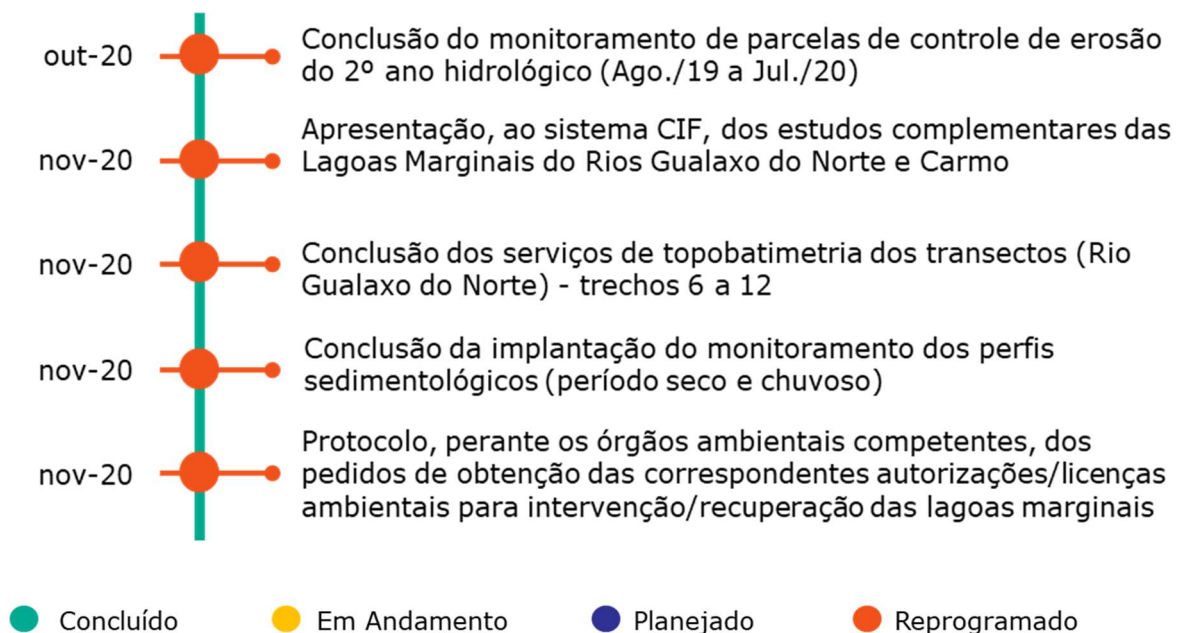 out-20
Conclusão do monitoramento de parcelas de controle de erosão
do 2º ano hidrológico (Ago./19 a Jul./20)
nov-20
Apresentação, ao sistema CIF, dos estudos complementares das
Lagoas Marginais do Rios Gualaxo do Norte e Carmo
nov-20
Conclusão dos serviços de topobatimetria dos transectos (Rio
Gualaxo do Norte) - trechos 6 a 12
nov-20
Conclusão da implantação do monitoramento dos perfis
sedimentológicos (período seco e chuvoso)
nov-20
Protocolo, perante os órgãos ambientais competentes, dos
pedidos de obtenção das correspondentes autorizações/licenças
ambientais para intervenção/recuperação das lagoas marginais
Concluído
Em Andamento
Planejado
Reprogramado